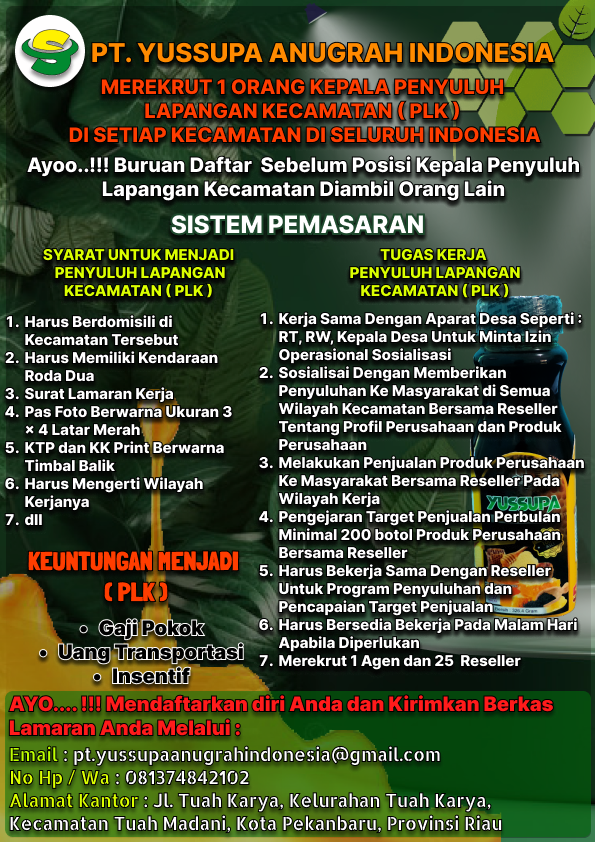 PT. YUSSUPA ANUGRAH INDONESIA
MEREKRUT 1 ORANG KEPALA PENYULUH
LAPANGAN KECAMATAN ( PLK )
DI SETIAP KECAMATAN DI SELURUH INDONESIA
Ayoo..!!! Buruan Daftar Sebelum Posisi Kepala Penyuluh
Lapangan Kecamatan Diambil Orang Lain
SISTEM PEMASARAN
SYARAT UNTUK MENJADI
PENYULUH LAPANGAN
KECAMATAN ( PLK )
1. Harus Berdomisili di
Kecamatan Tersebut
2. Harus Memiliki Kendaraan
Roda Dua
3. Surat Lamaran Kerja
4. Pas Foto Berwarna Ukuran 3
× 4 Latar Merah
5. KTP dan KK Print Berwarna
Timbal Balik
6. Harus Mengerti Wilayah
Kerjanya
7. dll
KEUNTUNGAN MENJADI
( PLK )
• Gaji Pokok
• Uang Transportasi
• Insentif
TUGAS KERJA
PENYULUH LAPANGAN
KECAMATAN ( PLK )
1. Kerja Sama Dengan Aparat Desa Seperti :
RT, RW, Kepala Desa Untuk Minta Izin
Operasional Sosialisasi
2. Sosialisai Dengan Memberikan
Penyuluhan Ke Masyarakat di Semua
Wilayah Kecamatan Bersama Reseller
Tentang Profil Perusahaan dan Produk
Perusahaan
3. Melakukan Penjualan Produk Perusahaan
Ke Masyarakat Bersama Reseller Pada
Wilayah Kerja
4. Pengejaran Target Penjualan Perbulan
Minimal 200 botol Produk Perusahaan
Bersama Reseller
5. Harus Bekerja Sama Dengan Reseller
Untuk Program Penyuluhan dan
Pencapaian Target Penjualan
6. Harus Bersedia Bekerja Pada Malam Hari
Apabila Diperlukan
7. Merekrut 1 Agen dan 25 Reseller
YUSSUPA
AYO.... !!! Mendaftarkan diri Anda dan Kirimkan Berkas
Lamaran Anda Melalui :
Email : pt.yussupaanugrahindonesia@gmail.com
No Hp / Wa : 081374842102
Alamat Kantor : Jl. Tuah Karya, Kelurahan Tuah Karya,
Kecamatan Tuah Madani, Kota Pekanbaru, Provinsi Riau